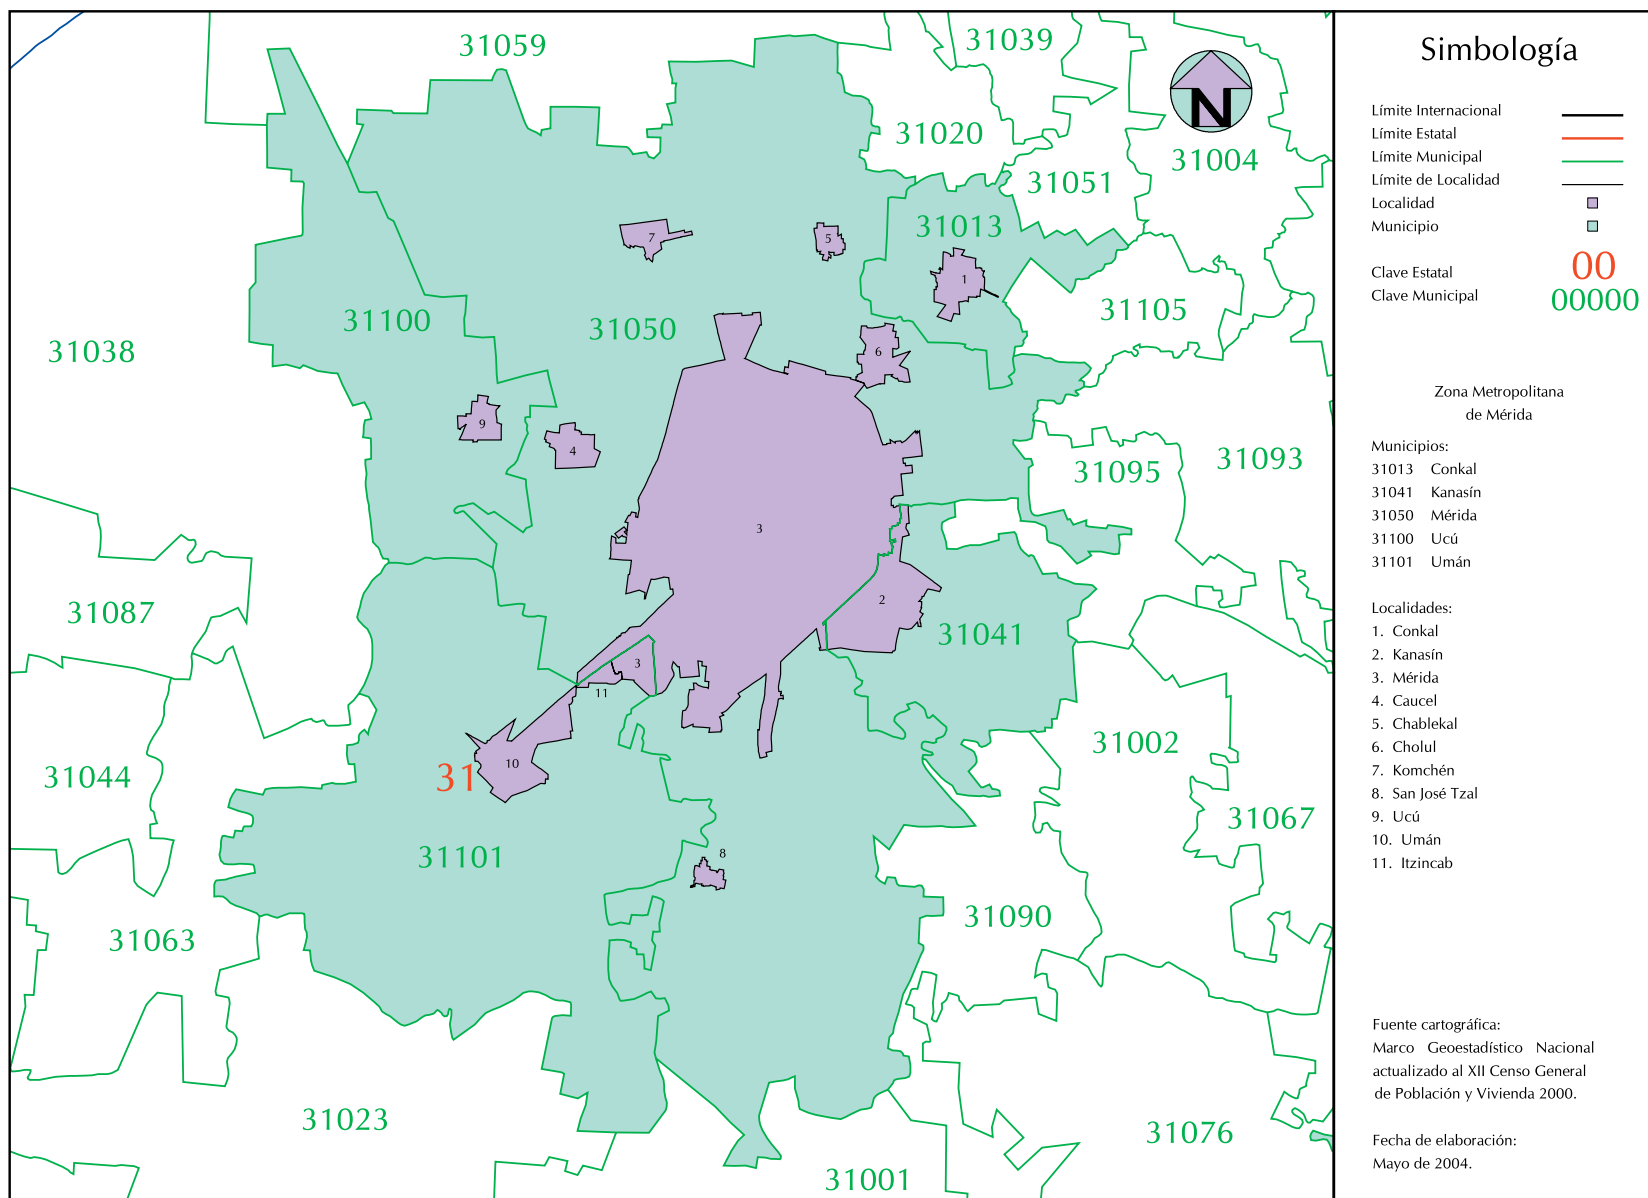 31059
31039
31020
31004
31051
31013
7
5
1
31105
31100
31050
31038
6
9
4
31093
31095
3
2
31087
31041
3
11
31002
31044
10
31
31067
31101
8
31090
31063
31023
31076
31001
N
Simbología
Límite Internacional
Límite Estatal
Límite Municipal
Límite de Localidad
Localidad
Municipio
Clave Estatal 00
Clave Municipal 00000
Zona Metropolitana
de Mérida
Municipios:
31013 Conkal
31041 Kanasín
31050 Mérida
31100 Ucú
31101 Umán
Localidades:
1. Conkal
2. Kanasín
3. Mérida
4. Caucel
5. Chablekal
6. Cholul
7. Komchén
8. San José Tzal
9. Ucú
10. Umán
11. Itzincab
Fuente cartográfica:
Marco Geoestadístico Nacional
actualizado al XII Censo General
de Población y Vivienda 2000.
Fecha de elaboración:
Mayo de 2004.